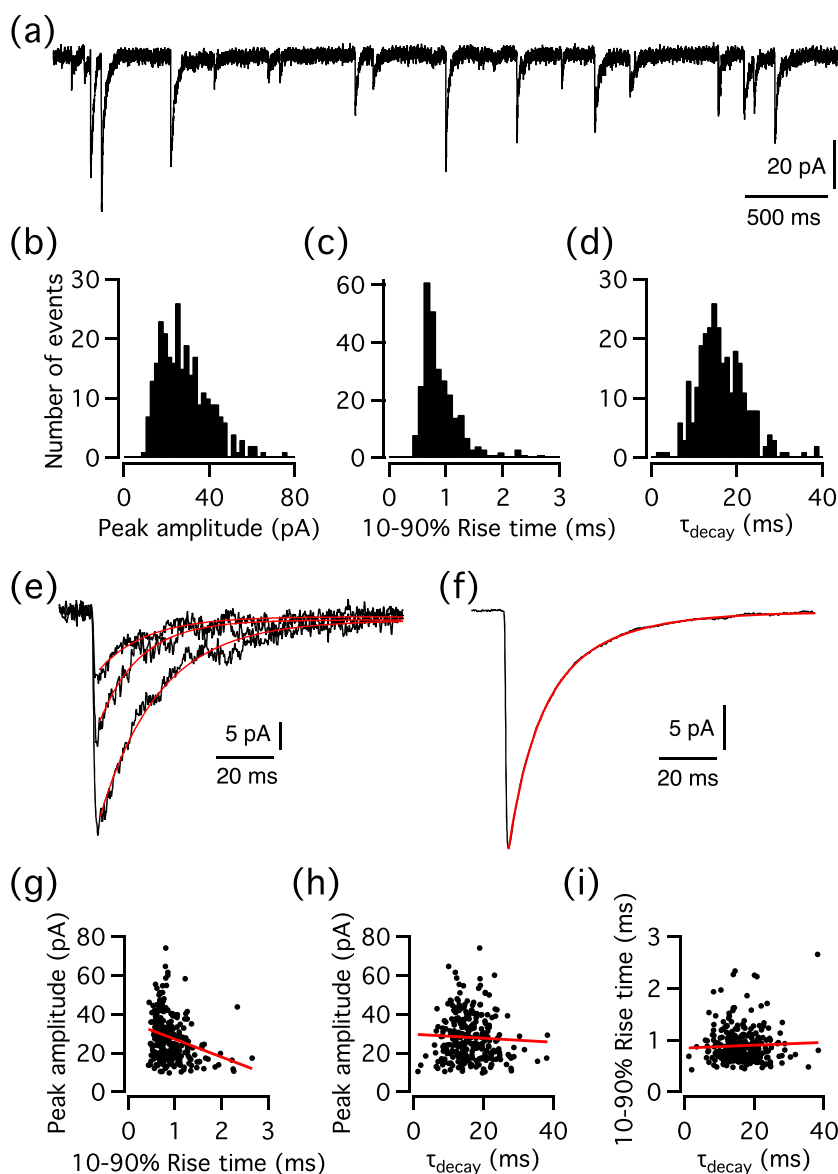 (a)
20 pA
500 ms
(b)
(c)
(d)
Number of events
30
20
10
0
0 40 80
Peak amplitude (pA)
60
40
20
0
0 1 2 3
10-90% Rise time (ms)
30
20
10
0
0 20 40
τdecay (ms)
(e)
5 pA
20 ms
(f)
5 pA
20 ms
(g)
Peak amplitude (pA)
80
60
40
20
0
0 1 2 3
10-90% Rise time (ms)
(h)
Peak amplitude (pA)
80
60
40
20
0
0 20 40
τdecay (ms)
(i)
10-90% Rise time (ms)
3
2
1
0
0 20 40
τdecay (ms)